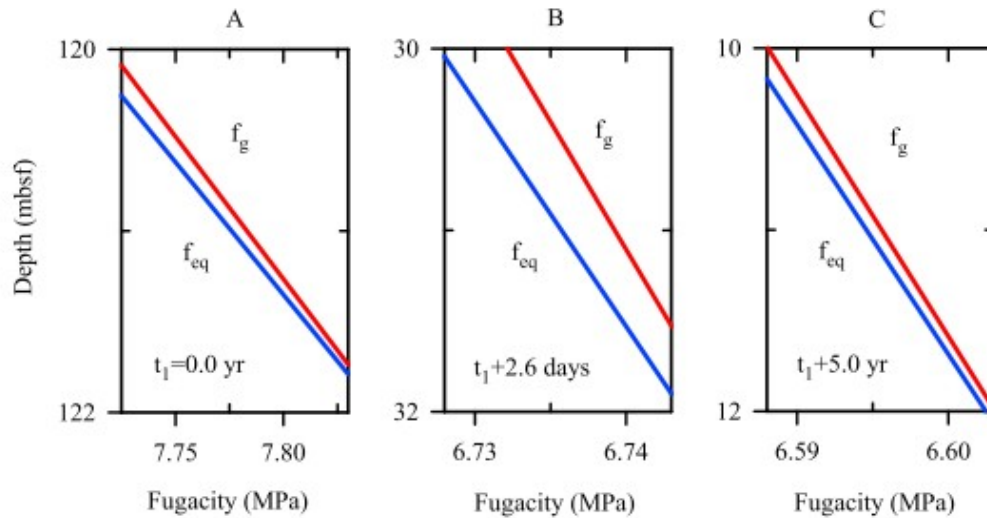 A
120
f_g
f_eq
t_1=0.0 yr
122
7.75
7.80
Fugacity (MPa)
Depth (mbsf)
B
30
f_g
f_eq
t_1+2.6 days
32
6.73
6.74
Fugacity (MPa)
C
10
f_g
f_eq
t_1+5.0 yr
12
6.59
6.60
Fugacity (MPa)